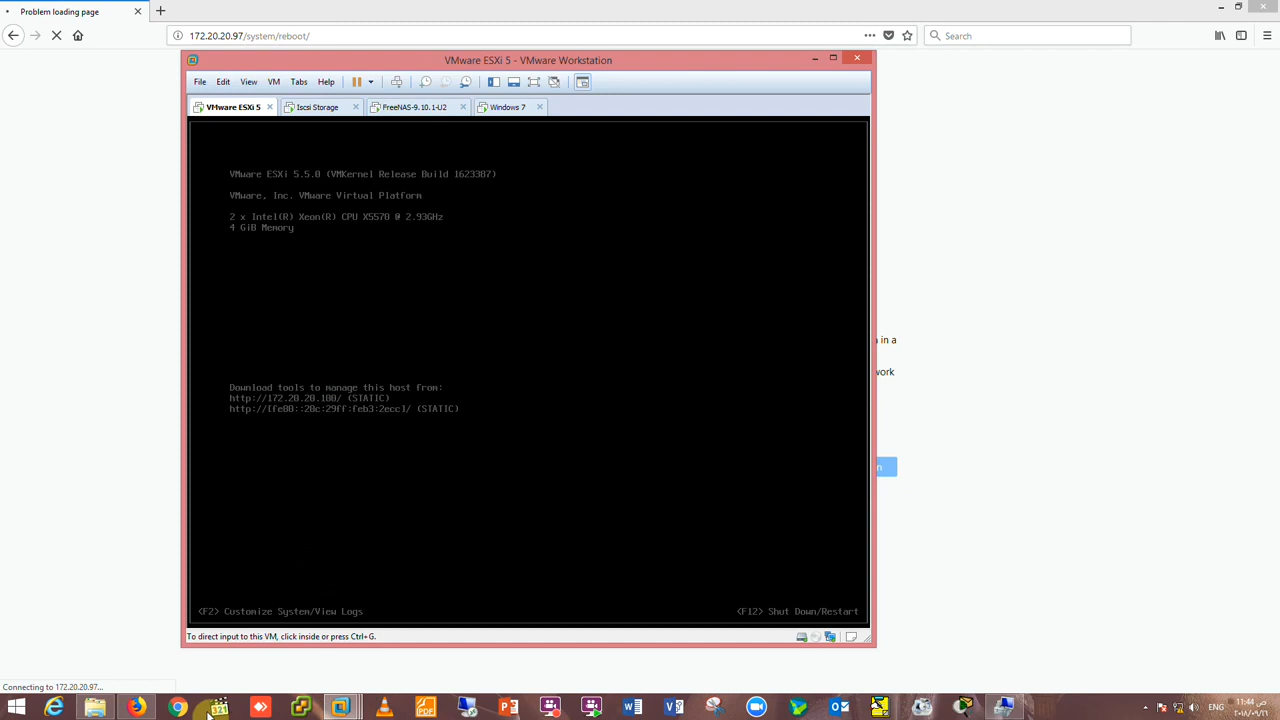 Problem loading page
172.20.20.97/system/reboot/
Search
VMware ESXi 5 - VMware Workstation
File Edit View VM Tabs Help
VMware ESXi 5
Iscsi Storage
FreeNAS-9.10.1-U2
Windows 7
VMware ESXi 5.5.0 (VMKernel Release Build 1623387)
VMware, Inc. VMware Virtual Platform
2 x Intel(R) Xeon(R) CPU X5570 @ 2.93GHz
4 GiB Memory
n in a
work
Download tools to manage this host from:
http://172.20.20.100/ (STATIC)
http://[fe80::20c:29ff:feb3:2ecc]/ (STATIC)
n
<F2> Customize System/View Logs
<F12> Shut Down/Restart
To direct input to this VM, click inside or press Ctrl+G.
Connecting to 172.20.20.97...
321
ENG
11:44 ص